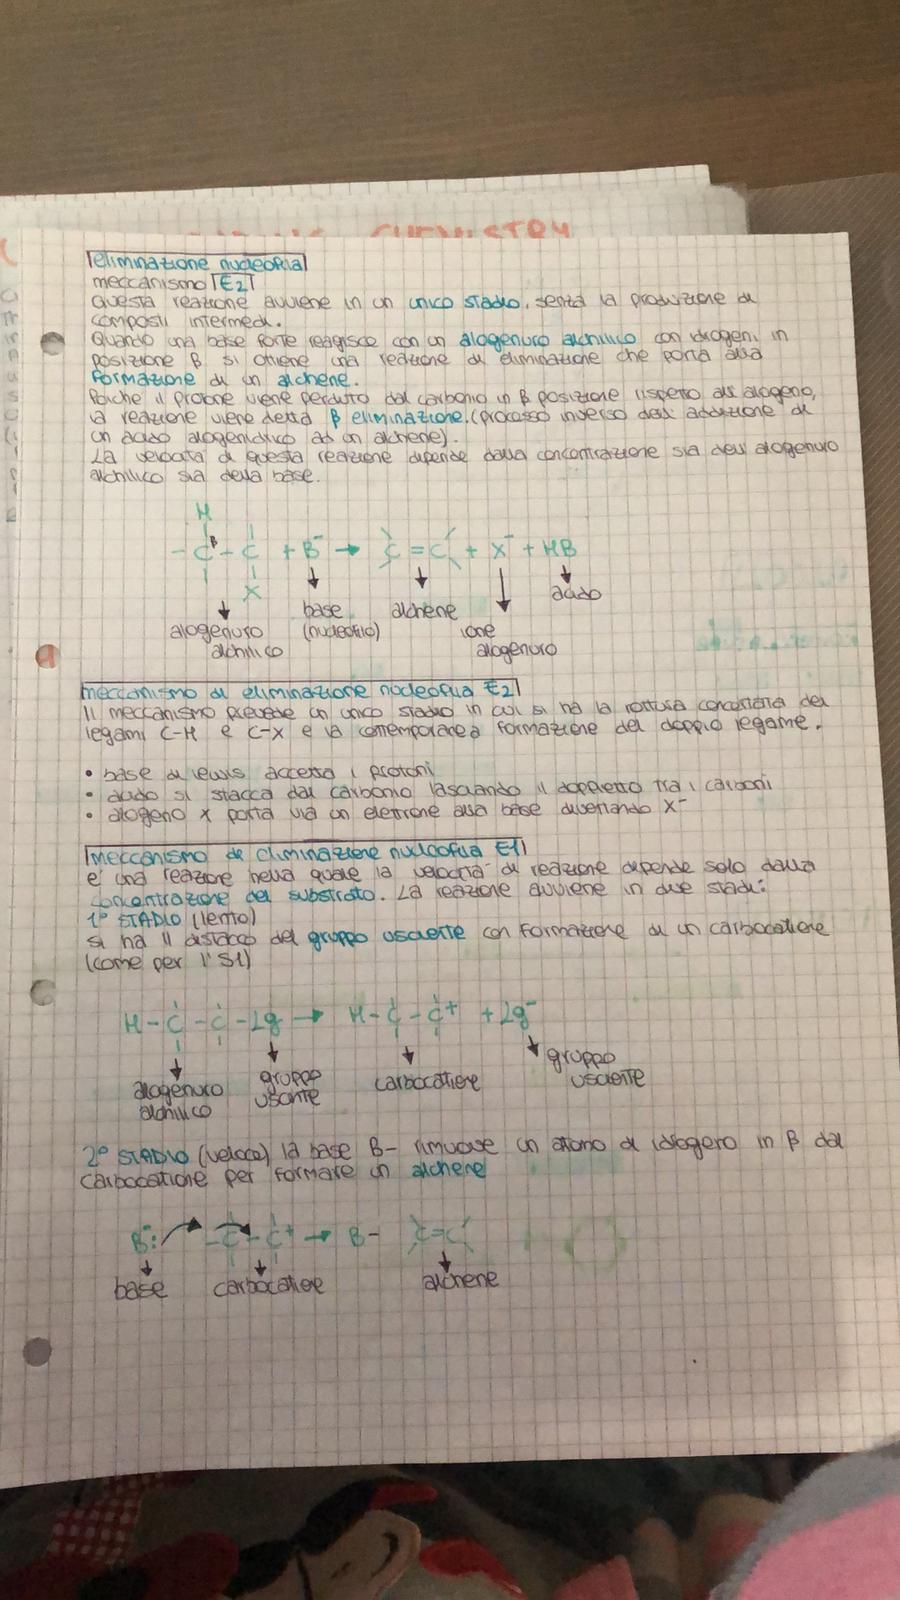 CHEMISTRY
eliminazione nucleofila
meccanismo E2
questa reazione avviene in un unico stadio, senza la produzione di
composti intermedi.
Quando una base forte reagisce con un alogenuro alchilico con idrogeni in
posizione β si ottiene una reazione di eliminazione che porta alla
formazione di un alchene.
Poiche il protone viene perduto dal carbonio in β posizione rispetto all'alogeno,
la reazione viene detta β eliminazione. (processo inverso dell'addizione di
un acido alogenidrico ad un alchene).
La velocità di questa reazione dipende dalla concentrazione sia dell'alogenuro
alchilico sia della base.
H
- C β - C + B⁻ → C = C + X⁻ + HB
X
acido
base alchene
alogenuro (nucleofilo) ione
alchilico alogenuro
meccanismo di eliminazione nucleofila E2
Il meccanismo prevede un unico stadio in cui si ha la rottura concertata dei
legami C-H e C-X e la contemporanea formazione del doppio legame.
• base di lewis accetta i protoni
• acido si stacca dal carbonio lasciando il doppietto tra i carboni
• alogeno x porta via un elettrone alla base diventando X⁻
Meccanismo di eliminazione nucleofila E1
e' una reazione nella quale la velocità di reazione dipende solo dalla
concentrazione del substrato. La reazione avviene in due stadi:
1° STADIO (lento)
si ha il distacco del gruppo uscente con formazione di un carbocatione
(come per l'S1)
H - C - C - Lg → H - C - C⁺ + Lg⁻
alogenuro gruppo carbocatione gruppo
alchilico uscente
2° STADIO (veloce) la base B- rimuove un atomo di idrogeno in β dal
carbocatione per formare un alchene
B⁻: - C - C⁺ → B- C=C
base carbocatione alchene